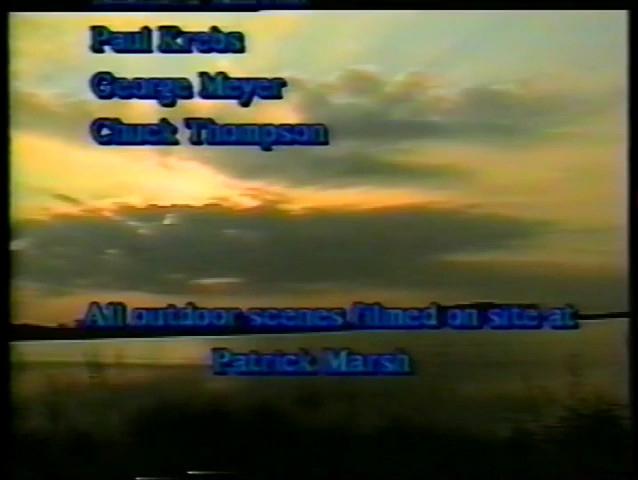 Paul Krebs
George Meyer
Chuck Thompson
All outdoor scenes filmed on site at
Patrick Marsh